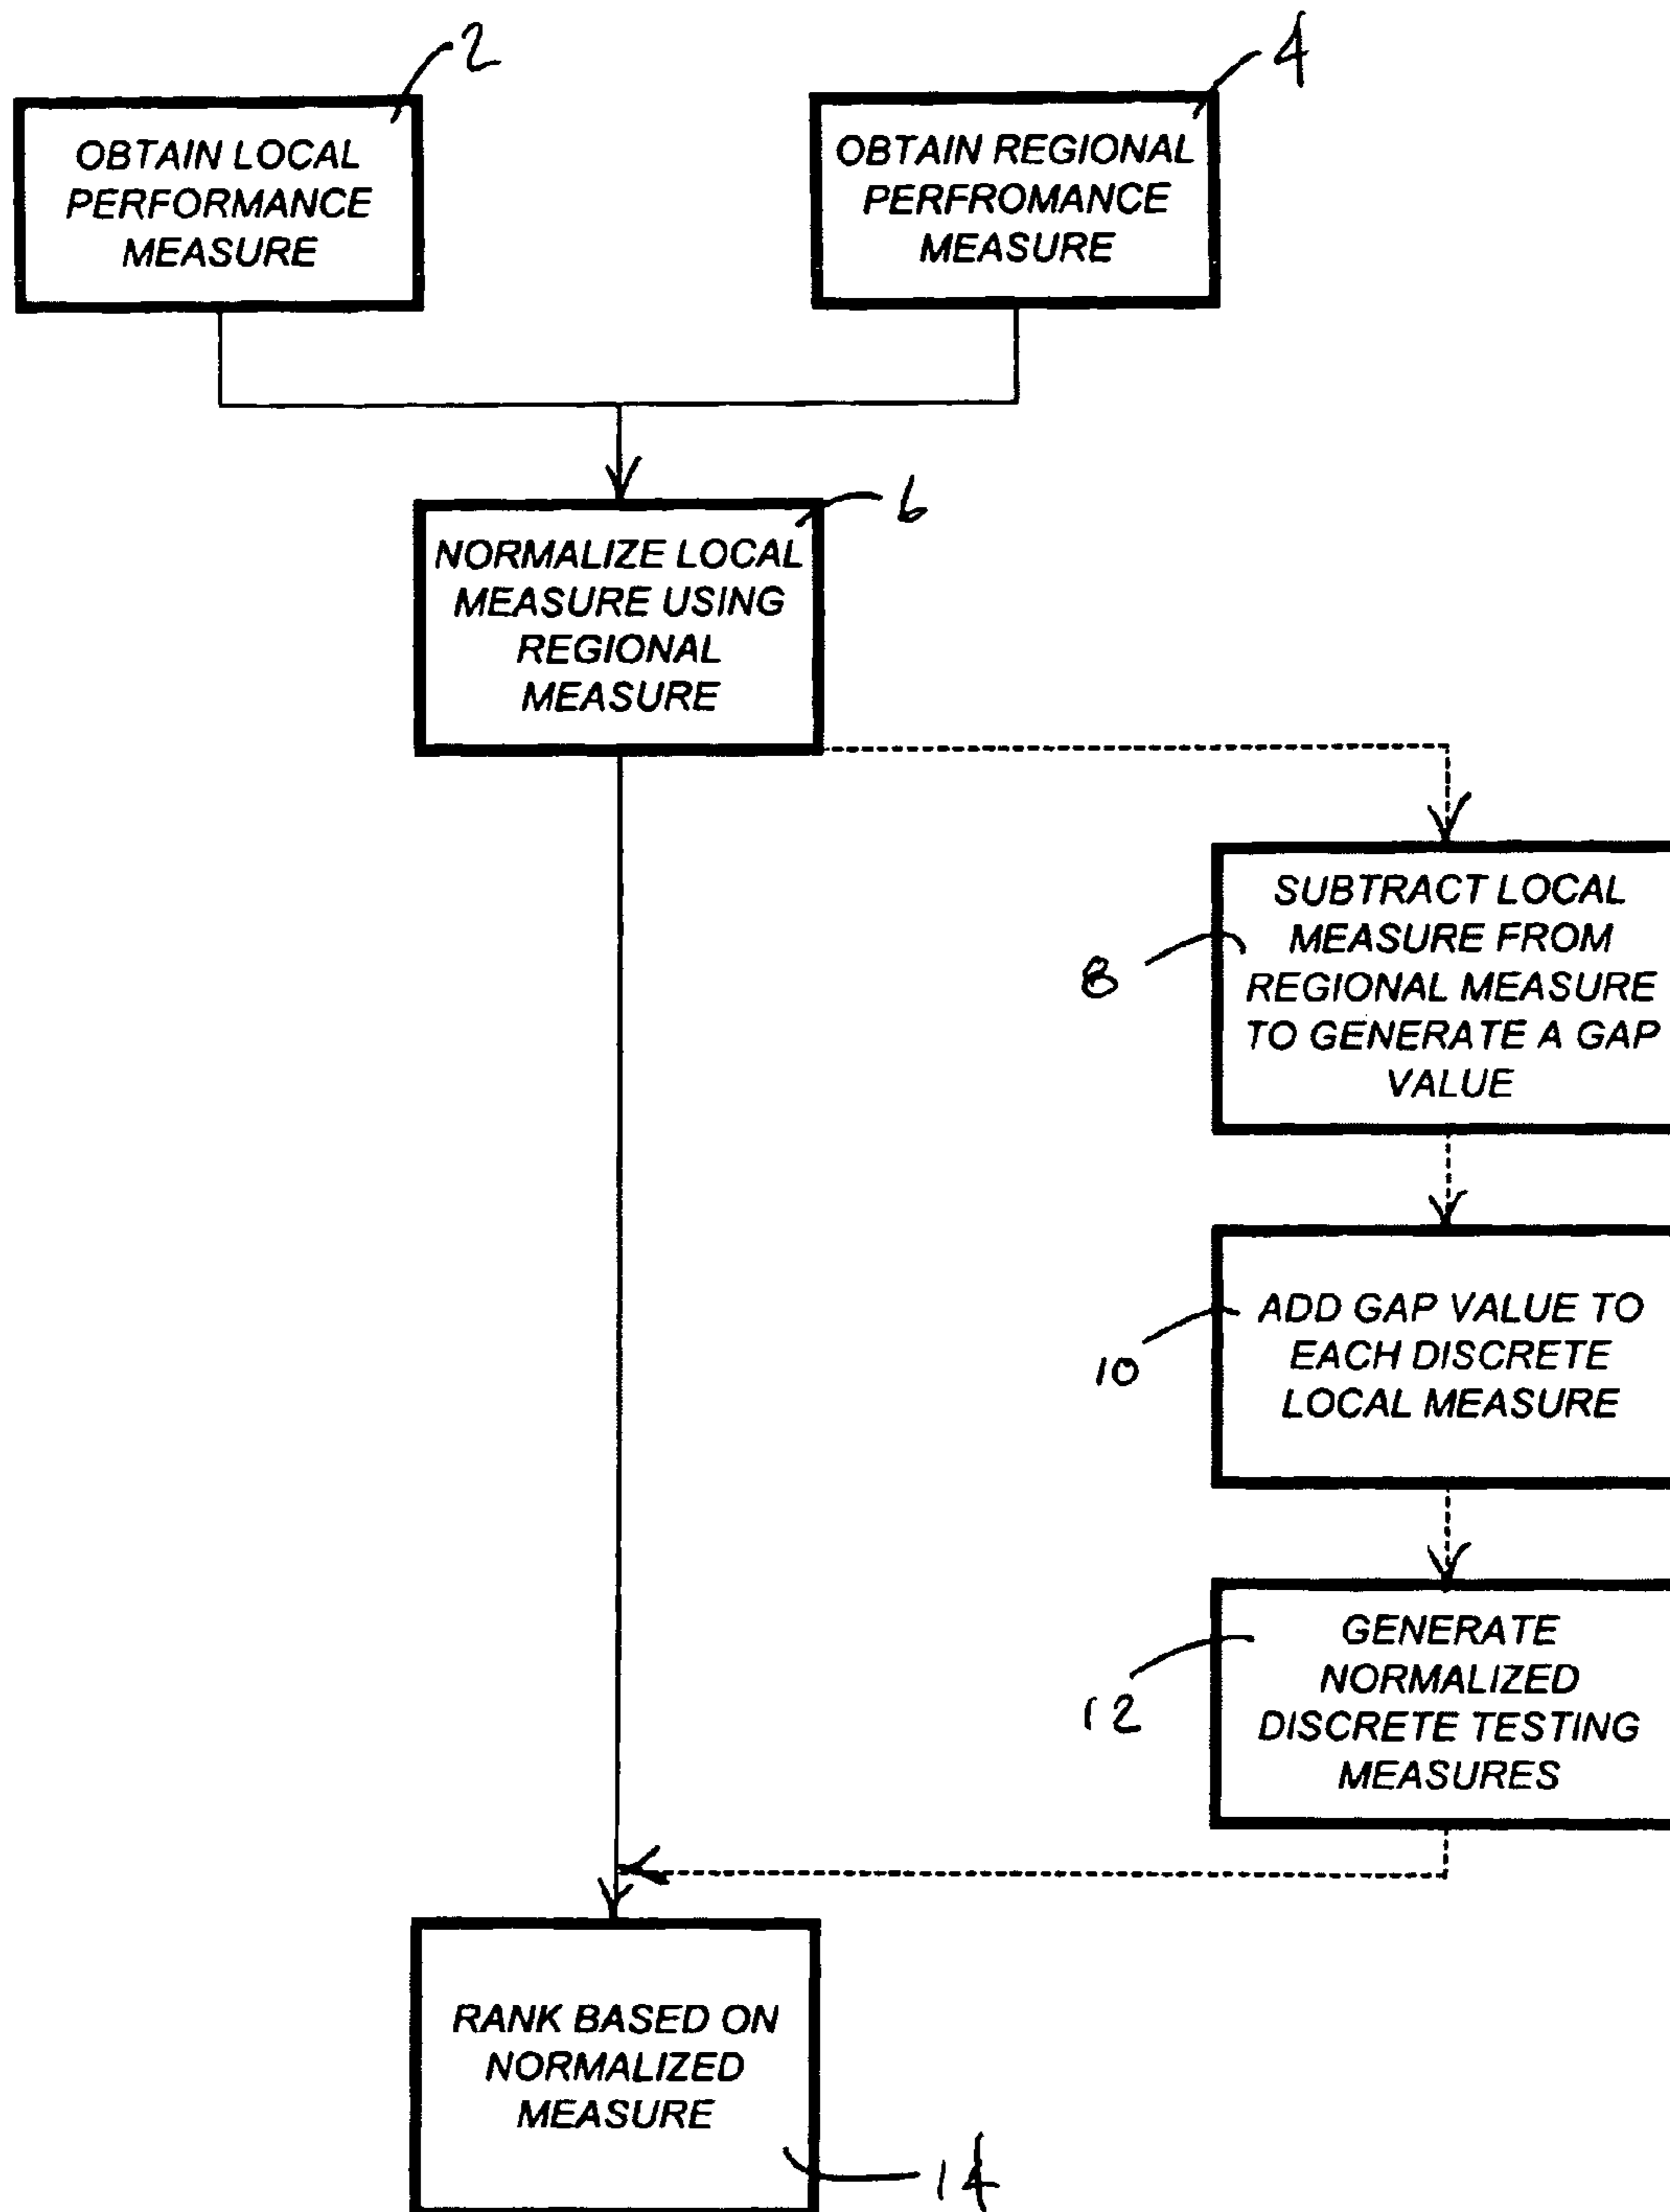 2
4
OBTAIN LOCAL
PERFORMANCE
MEASURE
OBTAIN REGIONAL
PERFROMANCE
MEASURE
6
NORMALIZE LOCAL
MEASURE USING
REGIONAL
MEASURE
8
SUBTRACT LOCAL
MEASURE FROM
REGIONAL MEASURE
TO GENERATE A GAP
VALUE
10
ADD GAP VALUE TO
EACH DISCRETE
LOCAL MEASURE
12
GENERATE
NORMALIZED
DISCRETE TESTING
MEASURES
RANK BASED ON
NORMALIZED
MEASURE
14